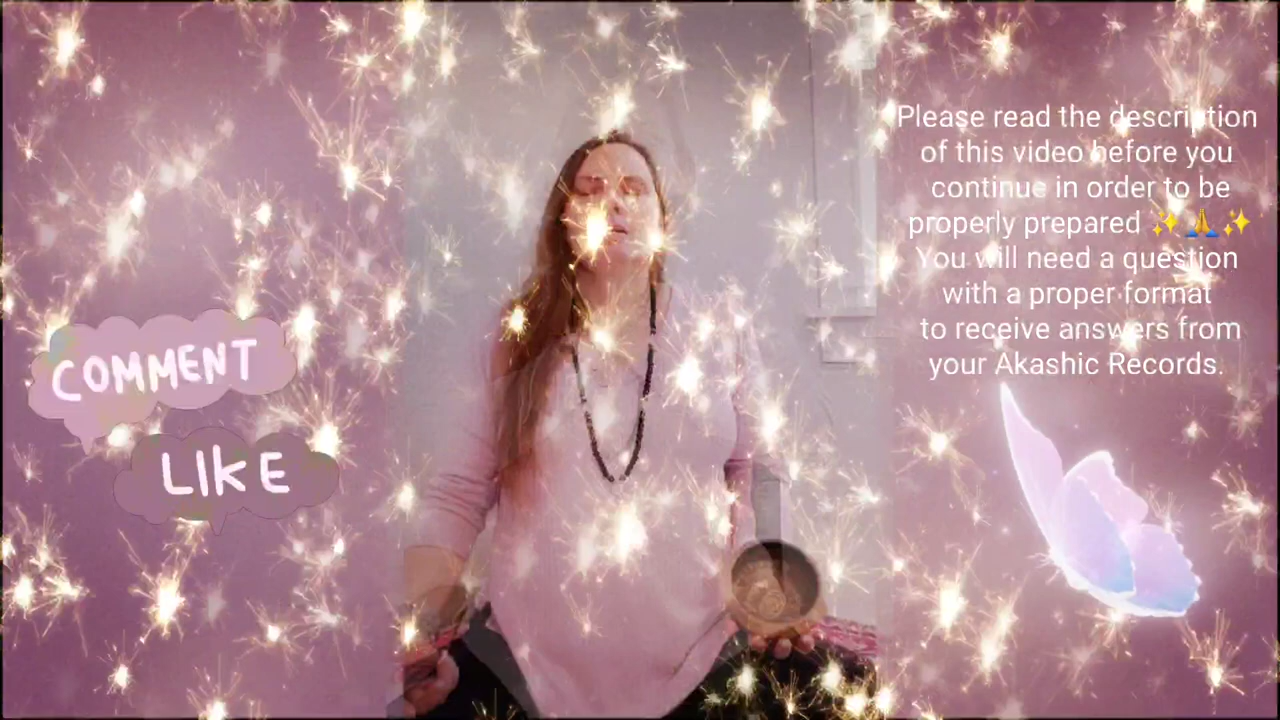 COMMENT
LIKE
Please read the description
of this video before you
continue in order to be
properly prepared ✨🙏✨
You will need a question
with a proper format
to receive answers from
your Akashic Records.